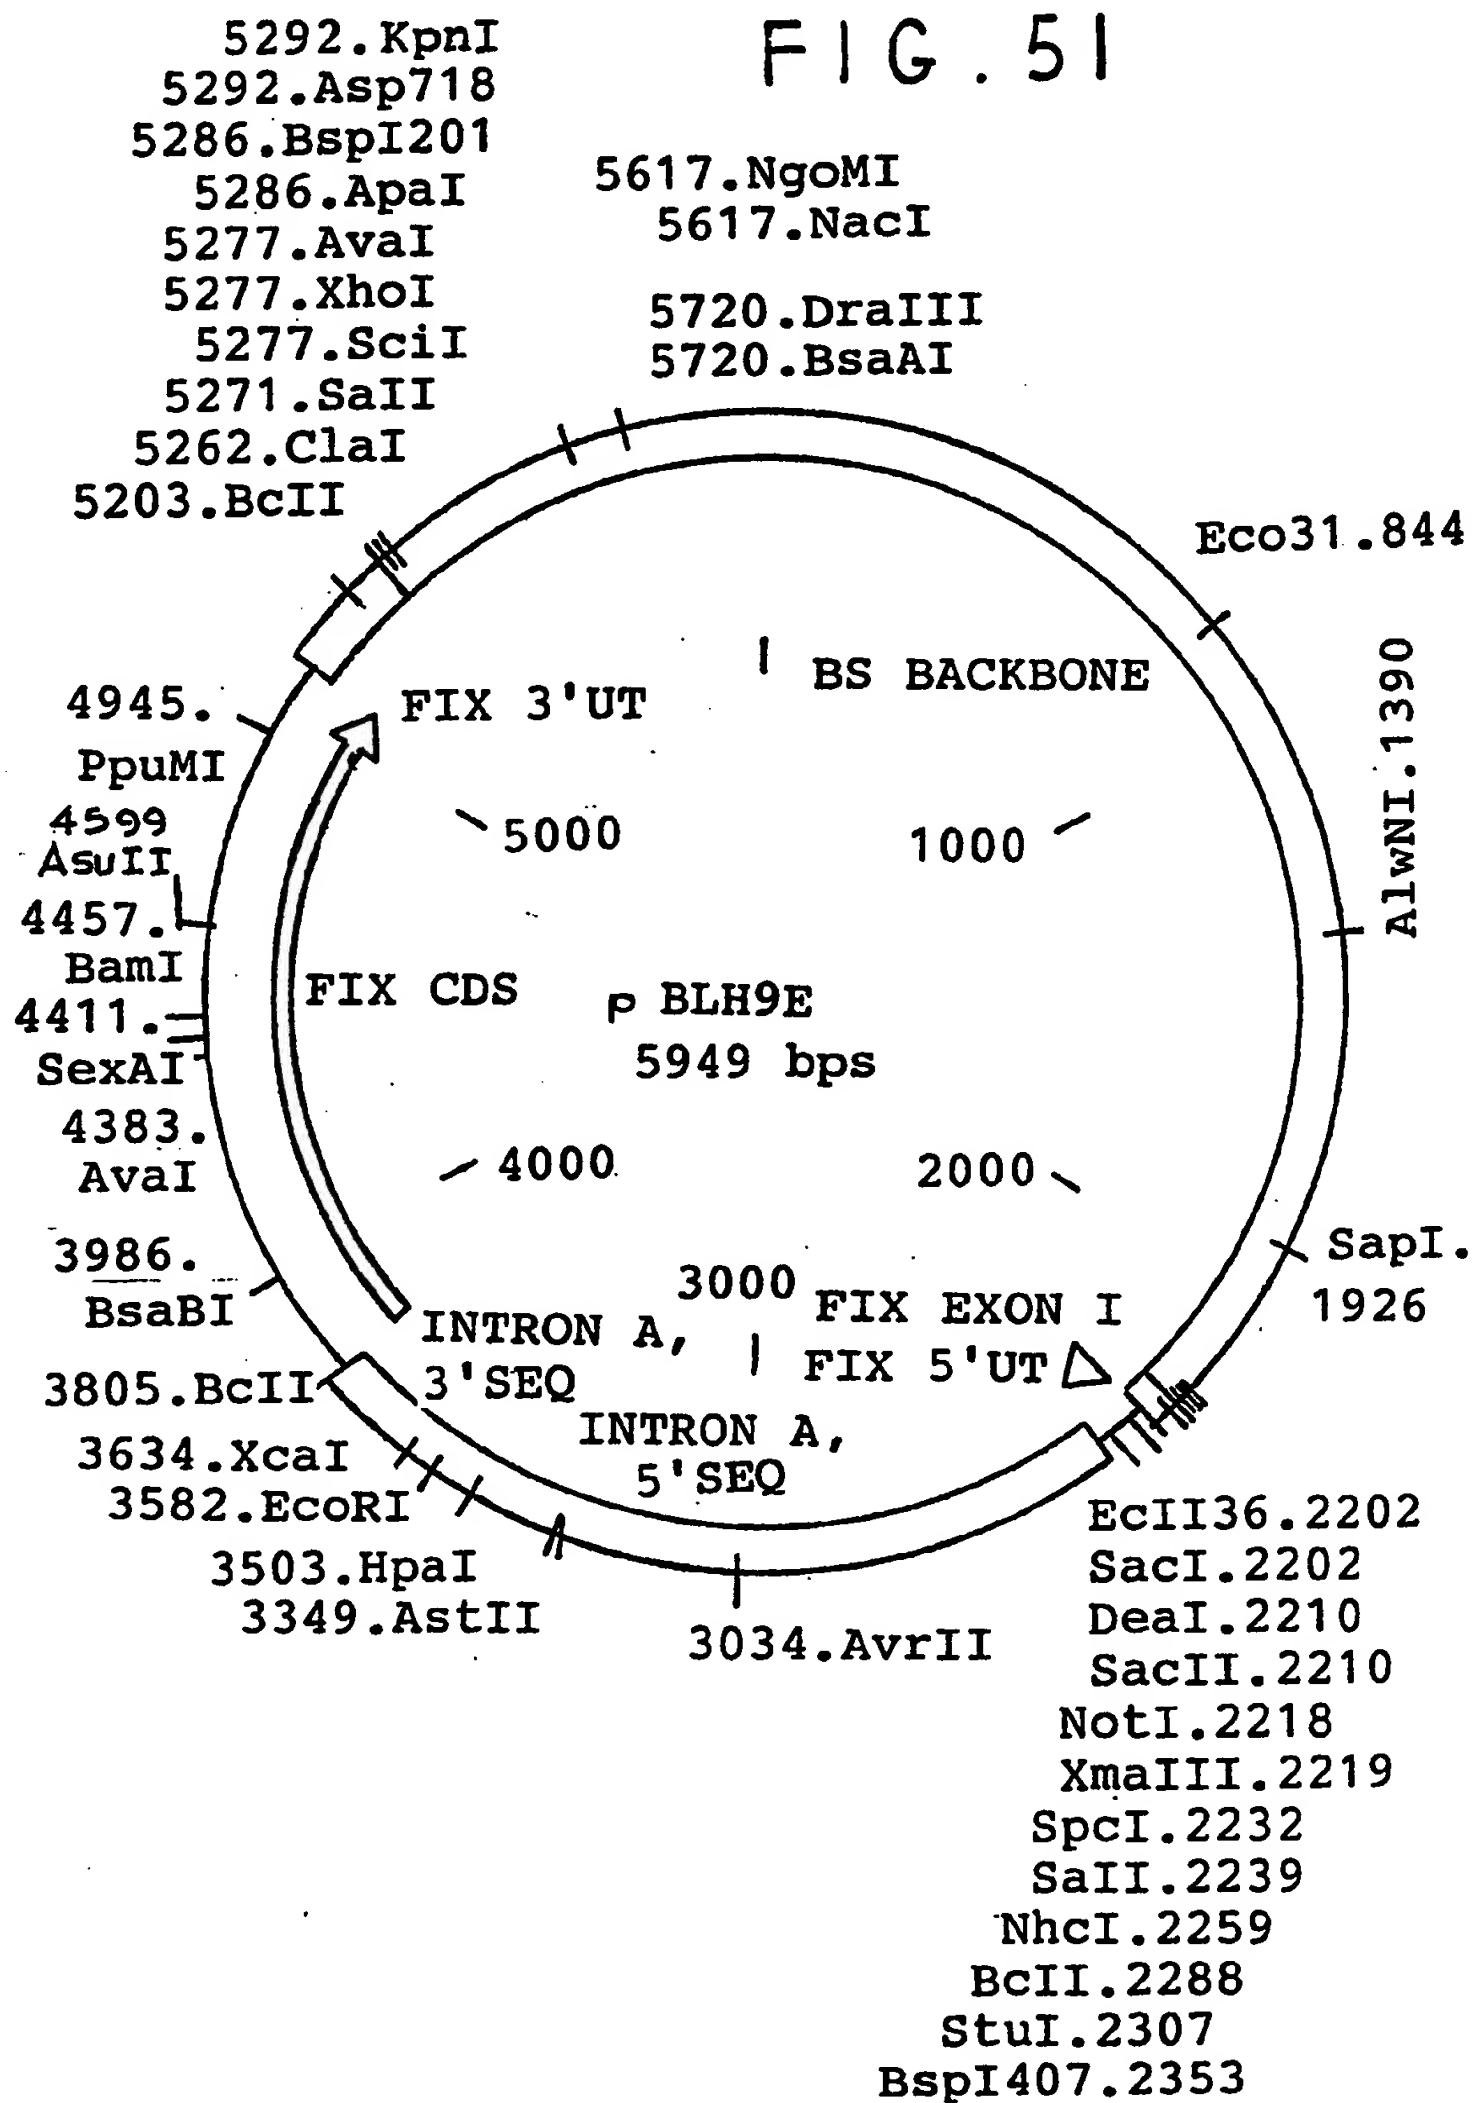 FIG. 51
5292.KpnI
5292.Asp718
5286.BspI201
5286.ApaI
5277.AvaI
5277.XhoI
5277.SciI
5271.SaII
5262.ClaI
5203.BcII
5617.NgoMI
5617.NacI
5720.DraIII
5720.BsaAI
Eco31.844
AlwNI.1390
BS BACKBONE
FIX 3'UT
4945.
PpuMI
4599
AsuII
4457.
BamI
4411.
SexAI
4383.
AvaI
3986.
BsaBI
5000
1000
FIX CDS
p BLH9E
5949 bps
4000
2000
3000
SapI.
1926
FIX EXON I
FIX 5'UT
INTRON A,
3'SEQ
INTRON A,
5'SEQ
3805.BcII
3634.XcaI
3582.EcoRI
3503.HpaI
3349.AstII
3034.AvrII
EcII36.2202
SacI.2202
DeaI.2210
SacII.2210
NotI.2218
XmaIII.2219
SpcI.2232
SaII.2239
NhcI.2259
BcII.2288
StuI.2307
BspI407.2353